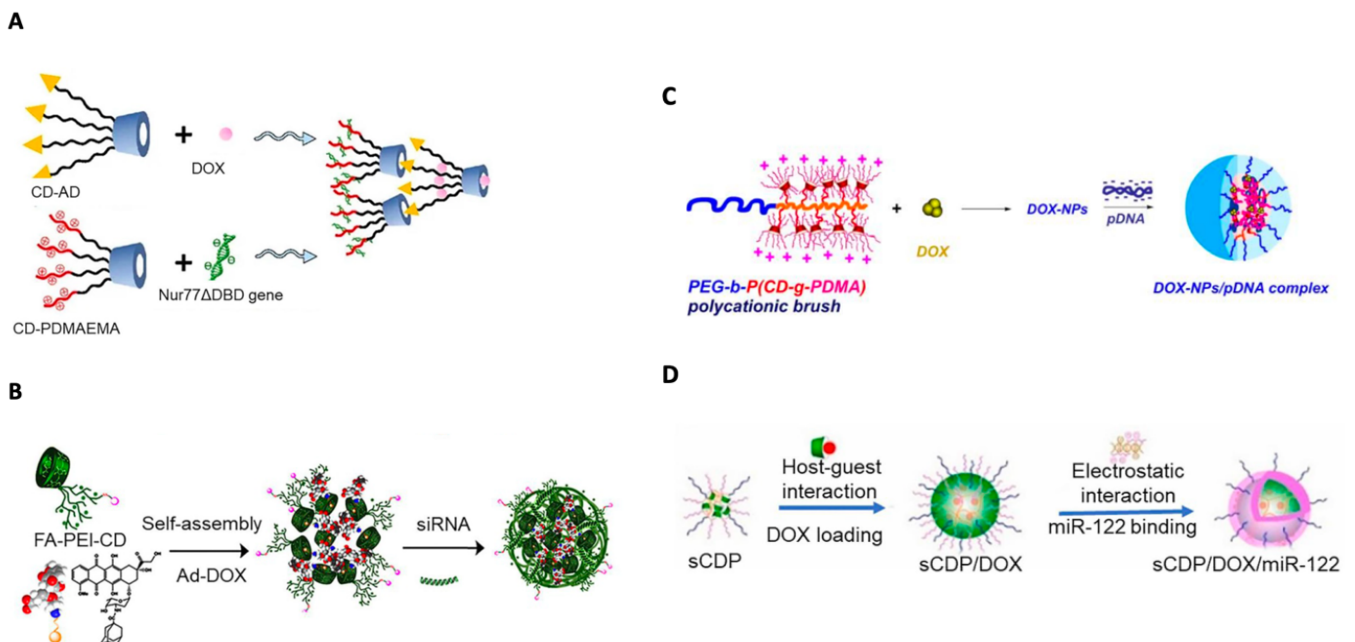 A
CD-AD
+
DOX
CD-PDMAEMA
+
Nur77ΔDBD gene
B
FA-PEI-CD
Self-assembly
Ad-DOX
siRNA
C
+
DOX
DOX-NPs
pDNA
PEG-b-P(CD-g-PDMA)
polycationic brush
DOX-NPs/pDNA complex
D
sCDP
Host-guest
interaction
DOX loading
sCDP/DOX
Electrostatic
interaction
miR-122 binding
sCDP/DOX/miR-122